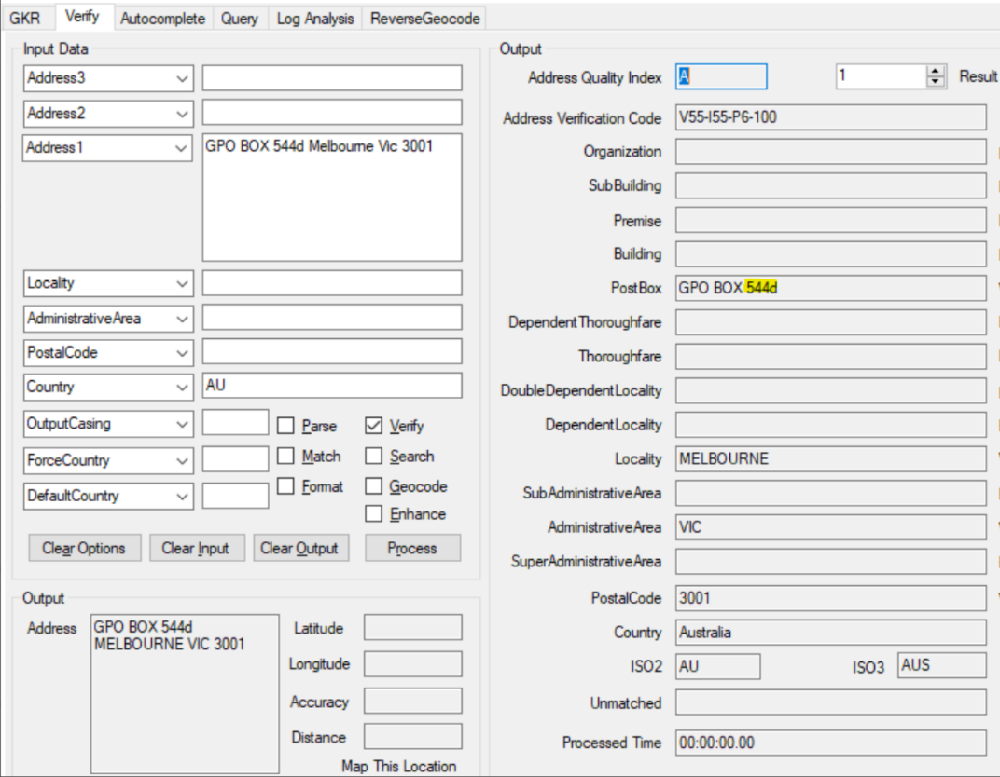 GKR Verify Autocomplete Query Log Analysis ReverseGeocode
Input Data
Address3
Address2
Address1 GPO BOX 544d Melbourne Vic 3001
Locality
AdministrativeArea
PostalCode
Country AU
OutputCasing Parse Verify
ForceCountry Match Search
DefaultCountry Format Geocode
Enhance
Clear Options Clear Input Clear Output Process
Output
Address GPO BOX 544d
MELBOURNE VIC 3001
Latitude
Longitude
Accuracy
Distance
Map This Location
Output
Address Quality Index A 1 Result
Address Verification Code V55-I55-P6-100
Organization
SubBuilding
Premise
Building
PostBox GPO BOX 544d
DependentThoroughfare
Thoroughfare
DoubleDependentLocality
DependentLocality
Locality MELBOURNE
SubAdministrativeArea
AdministrativeArea VIC
SuperAdministrativeArea
PostalCode 3001
Country Australia
ISO2 AU ISO3 AUS
Unmatched
Processed Time 00:00:00.00